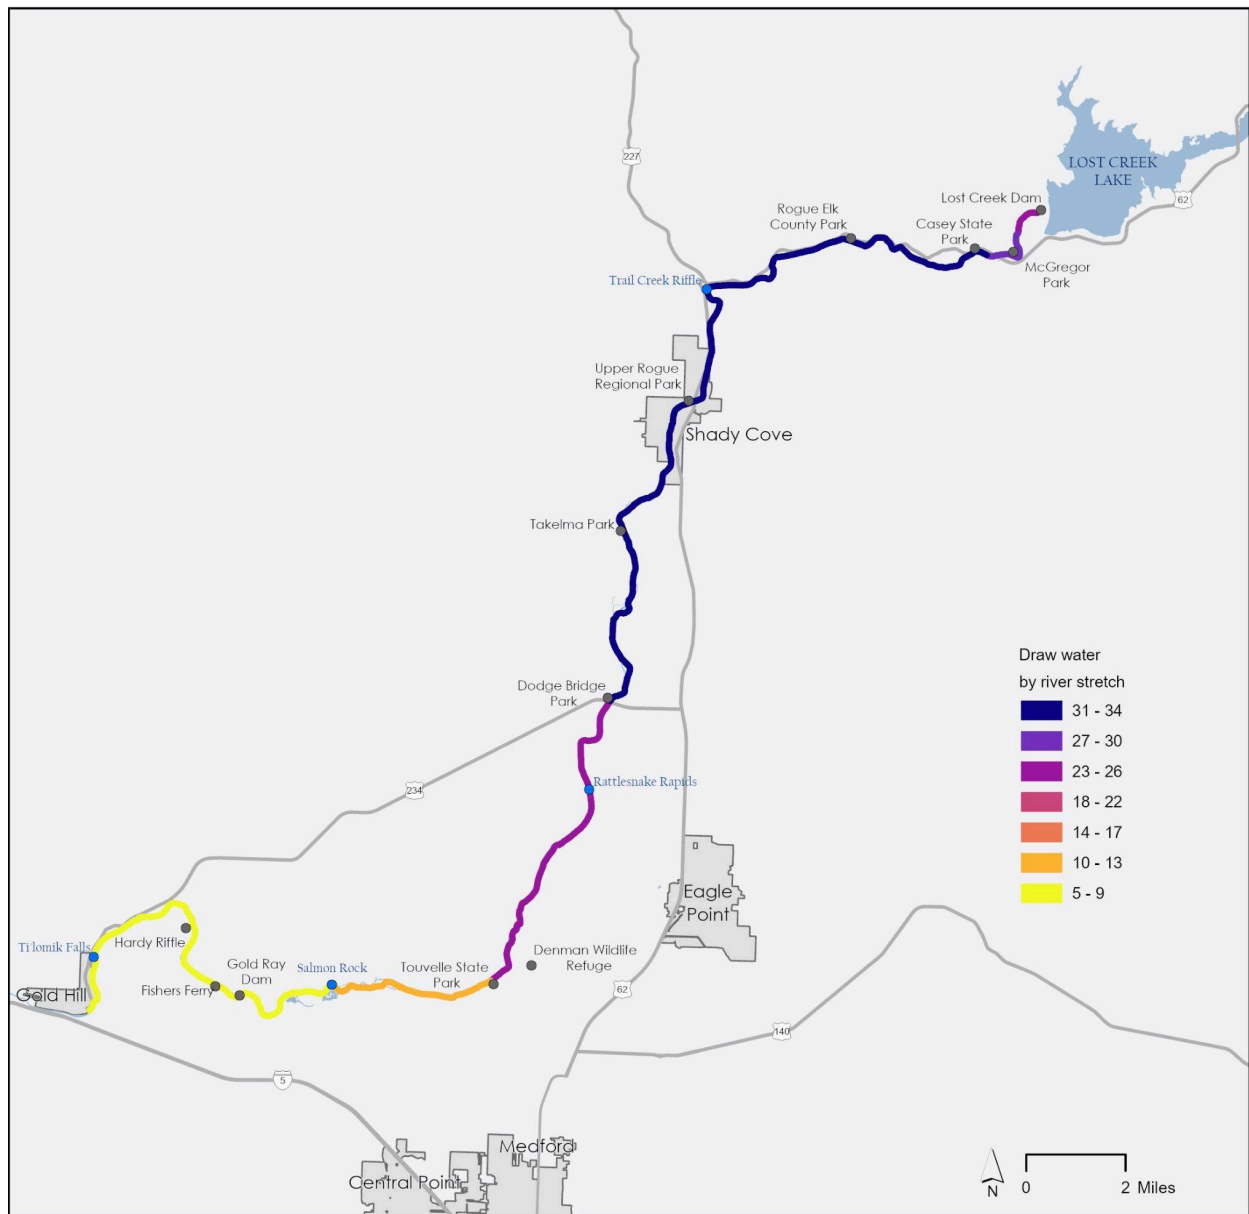 227
LOST CREEK
LAKE
62
Lost Creek Dam
Rogue Elk
County Park
Casey State
Park
McGregor
Park
Trail Creek Riffle
Upper Rogue
Regional Park
Shady Cove
Takelma Park
Dodge Bridge
Park
Draw water
by river stretch
31 - 34
27 - 30
23 - 26
18 - 22
14 - 17
10 - 13
5 - 9
Rattlesnake Rapids
234
Eagle
Point
Hardy Riffle
Ti'lomik Falls
Gold Ray
Dam
Salmon Rock
Touvelle State
Park
Denman Wildlife
Refuge
Fishers Ferry
Gold Hill
62
140
5
Medford
Central Point
N
0
2 Miles